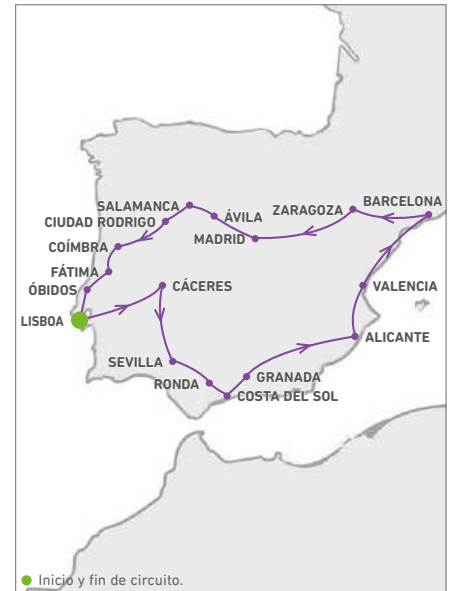 BARCELONA
SALAMANCA
ZARAGOZA
ÁVILA
CIUDAD RODRIGO
MADRID
COÍMBRA
FÁTIMA
CÁCERES
VALENCIA
ÓBIDOS
LISBOA
ALICANTE
SEVILLA
GRANADA
RONDA
COSTA DEL SOL
Inicio y fin de circuito.